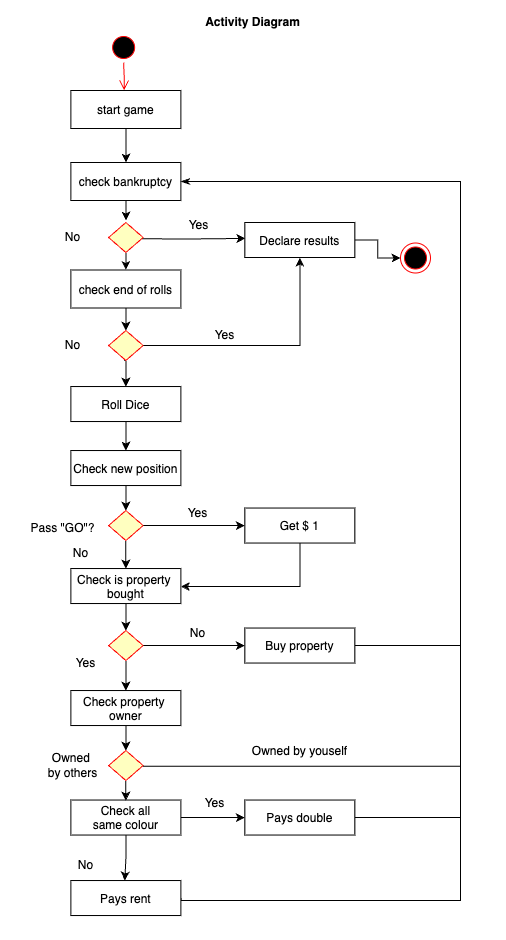 Activity Diagram
start game
check bankruptcy
No
Yes
Declare results
check end of rolls
No
Yes
Roll Dice
Check new position
Pass "GO"?
Yes
Get $ 1
No
Check is property
bought
No
Buy property
Yes
Check property
owner
Owned
by others
Owned by youself
Check all
same colour
Yes
Pays double
No
Pays rent